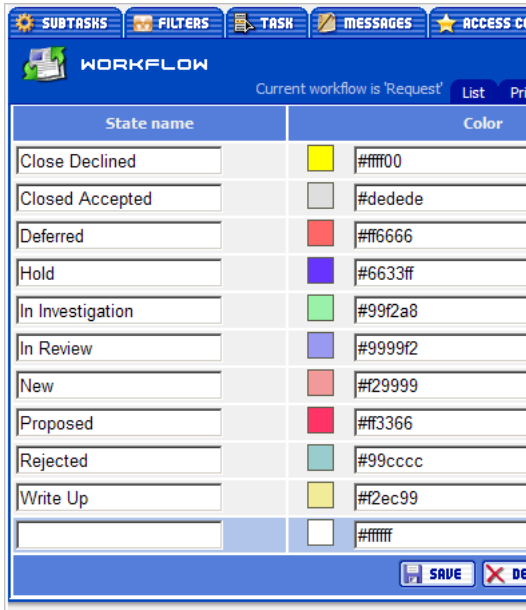 SUBTASKS FILTERS TASK MESSAGES ACCESS
WORKFLOW
Current workflow is 'Request' List
State name Color
Close Declined #ffff00
Closed Accepted #dedede
Deferred #ff6666
Hold #6633ff
In Investigation #99f2a8
In Review #9999f2
New #f29999
Proposed #ff3366
Rejected #99cccc
Write Up #f2ec99
#ffffff
SAVE